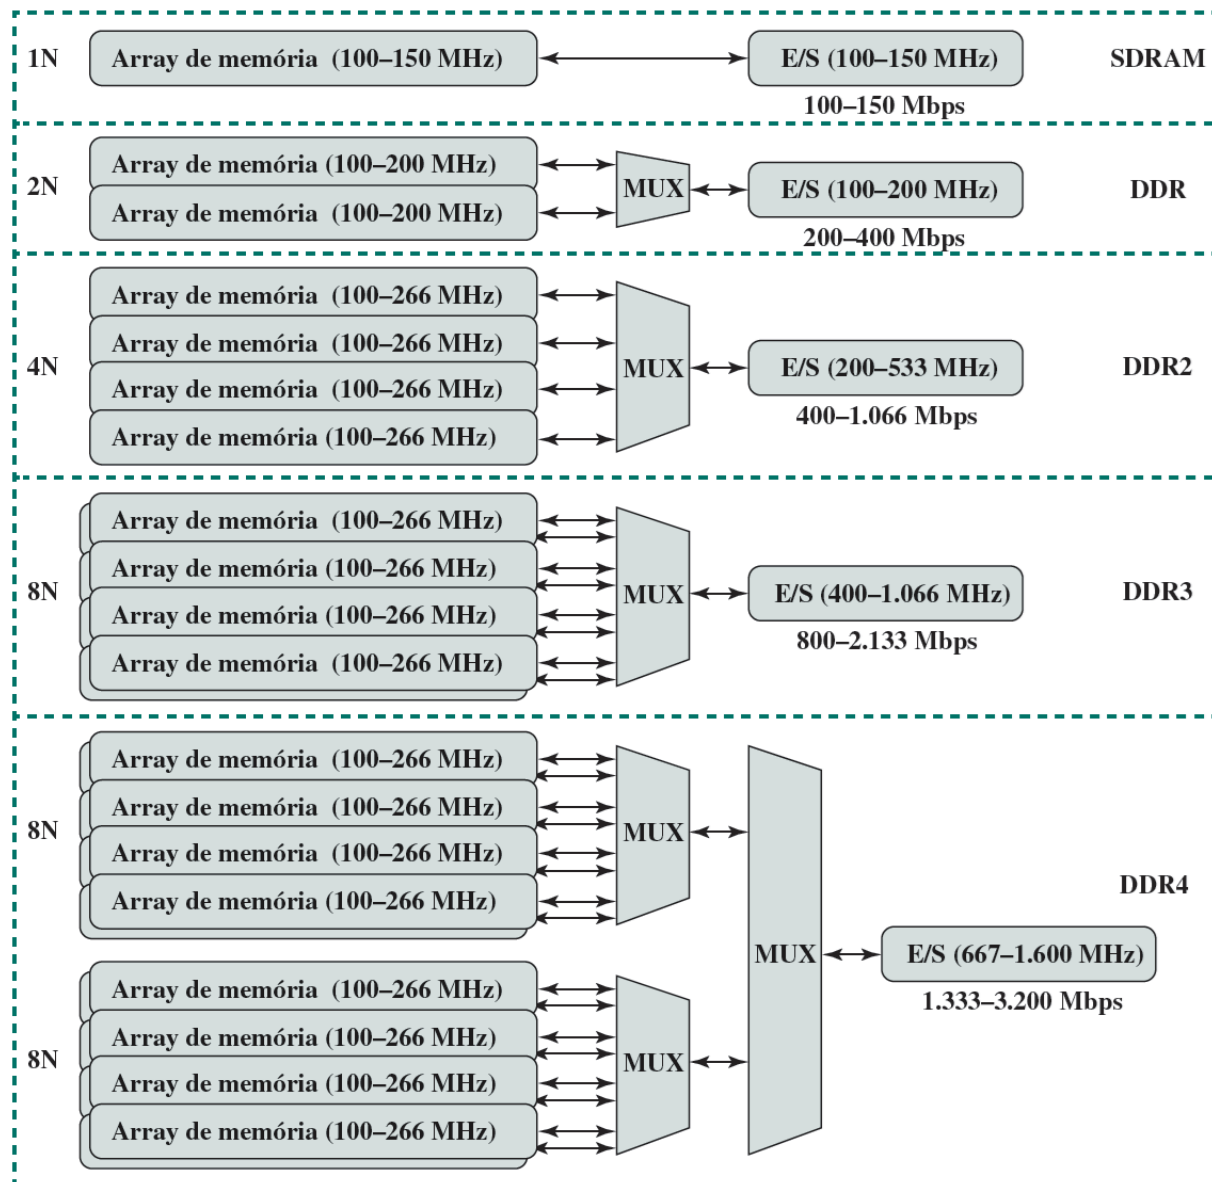 1N
Array de memória (100–150 MHz)
E/S (100–150 MHz)
SDRAM
100–150 Mbps
2N
Array de memória (100–200 MHz)
Array de memória (100–200 MHz)
MUX
E/S (100–200 MHz)
DDR
200–400 Mbps
4N
Array de memória (100–266 MHz)
Array de memória (100–266 MHz)
Array de memória (100–266 MHz)
Array de memória (100–266 MHz)
MUX
E/S (200–533 MHz)
DDR2
400–1.066 Mbps
8N
Array de memória (100–266 MHz)
Array de memória (100–266 MHz)
Array de memória (100–266 MHz)
Array de memória (100–266 MHz)
MUX
E/S (400–1.066 MHz)
DDR3
800–2.133 Mbps
8N
Array de memória (100–266 MHz)
Array de memória (100–266 MHz)
Array de memória (100–266 MHz)
Array de memória (100–266 MHz)
MUX
DDR4
MUX
E/S (667–1.600 MHz)
1.333–3.200 Mbps
8N
Array de memória (100–266 MHz)
Array de memória (100–266 MHz)
Array de memória (100–266 MHz)
Array de memória (100–266 MHz)
MUX